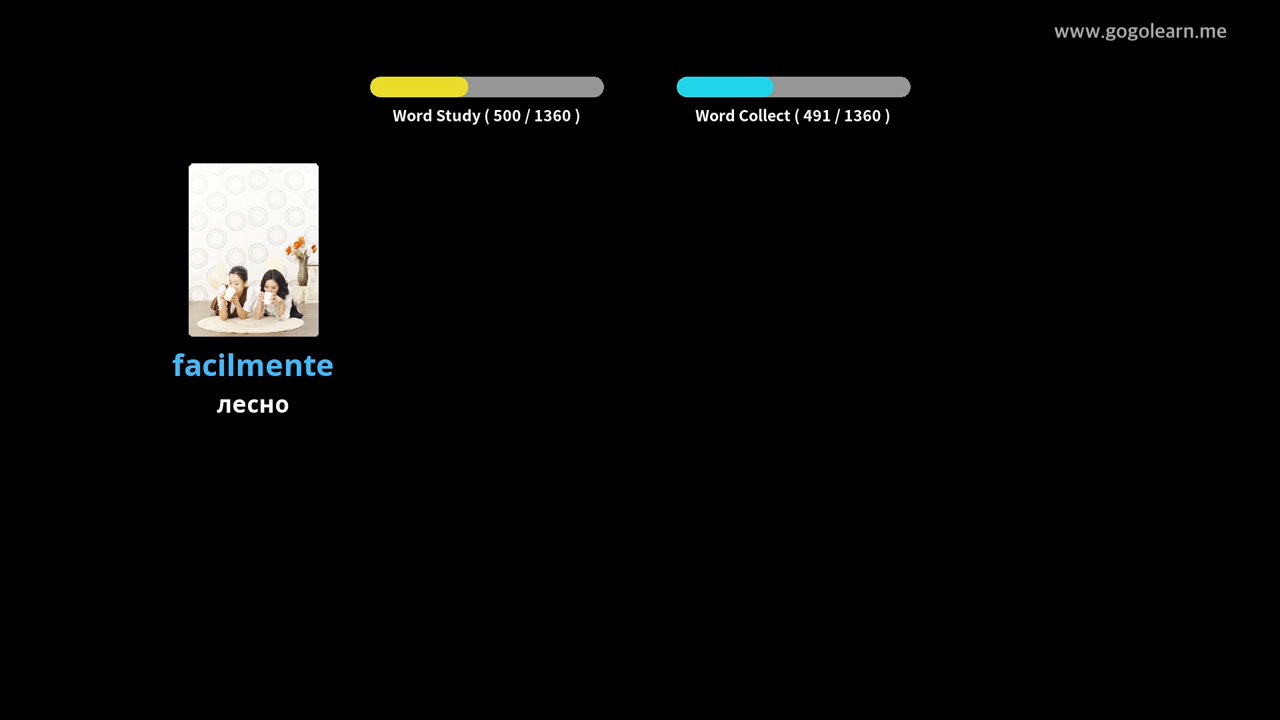 www.gogolearn.me
Word Study ( 500 / 1360 )
Word Collect ( 491 / 1360 )
facilmente
лесно